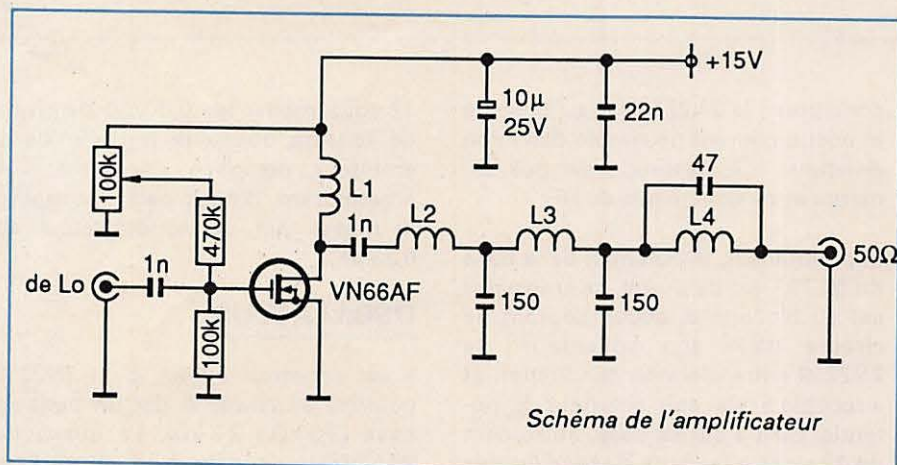 +15V
10µ
25V
22n
100k
L1
470k
47
1n
L2
L3
L4
de Lo
1n
VN66AF
50Ω
100k
150
150
Schéma de l'amplificateur